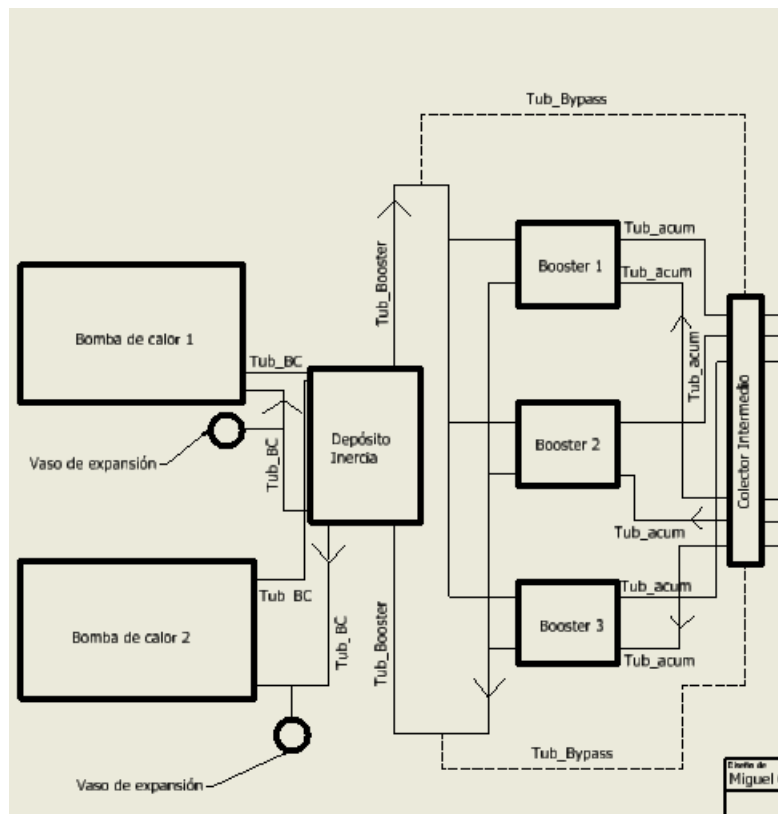 Tub_Bypass
Tub_acum
Tub_Booster
Booster 1
Tub_acum
Bomba de calor 1
Tub_BC
Tub_acum
Depósito
Inercia
Booster 2
Colector Intermedio
Vaso de expansión
Tub_BC
Tub_acum
Tub_BC
Tub_acum
Booster 3
Bomba de calor 2
Tub_BC
Tub_Booster
Tub_acum
Tub_Bypass
Vaso de expansión
Diseño de
Miguel